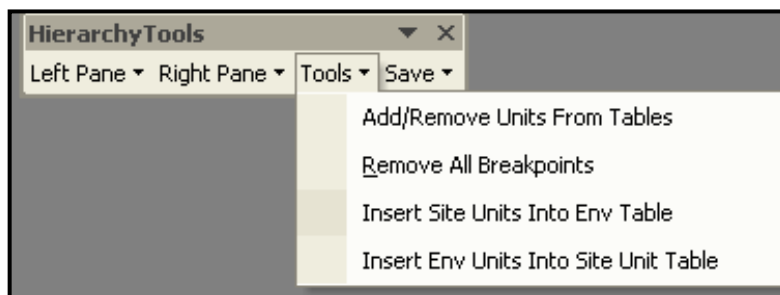 HierarchyTools
Left Pane Right Pane Tools Save
Add/Remove Units From Tables
Remove All Breakpoints
Insert Site Units Into Env Table
Insert Env Units Into Site Unit Table